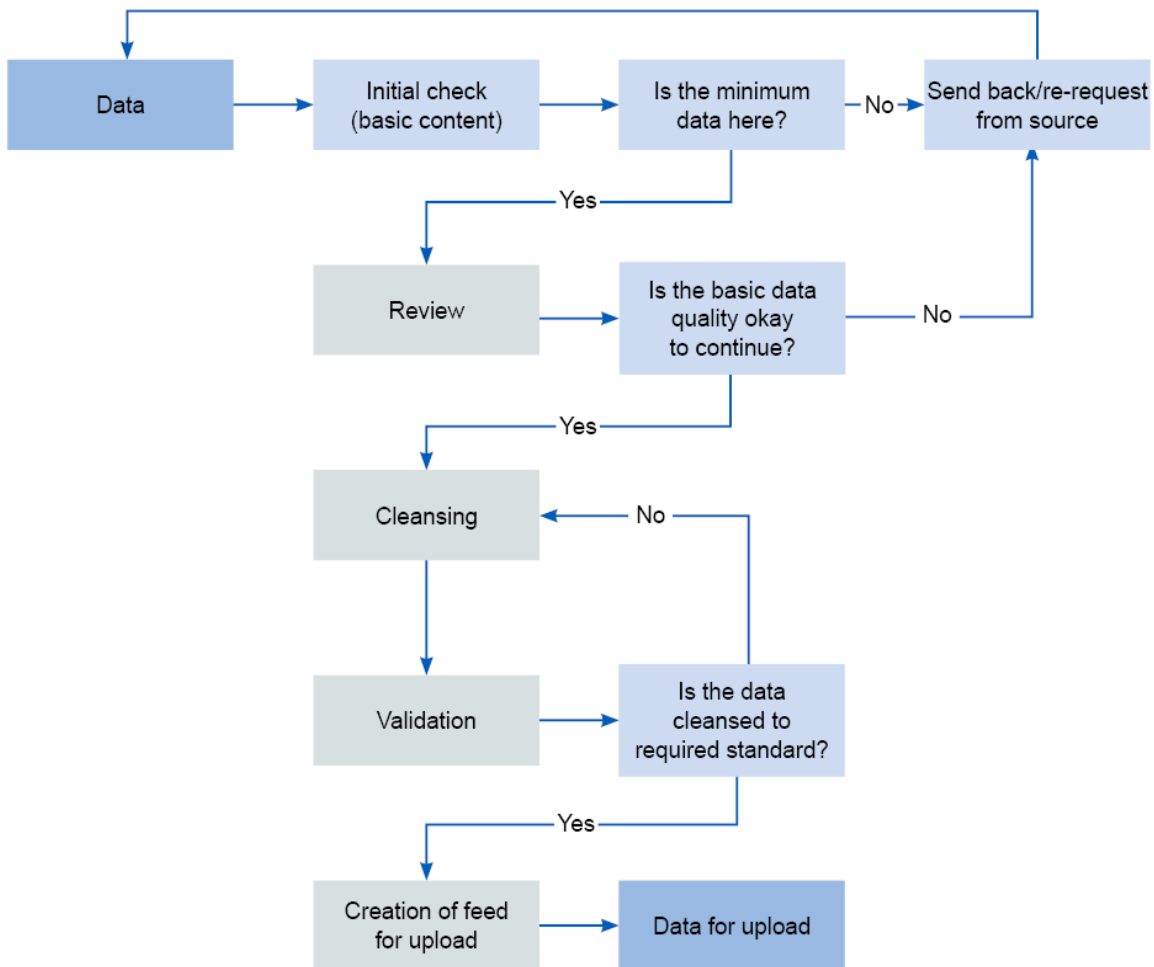 Data
Initial check
(basic content)
Is the minimum
data here?
No
Send back/re-request
from source
Yes
Review
Is the basic data
quality okay
to continue?
No
Yes
Cleansing
No
Validation
Is the data
cleansed to
required standard?
Yes
Creation of feed
for upload
Data for upload